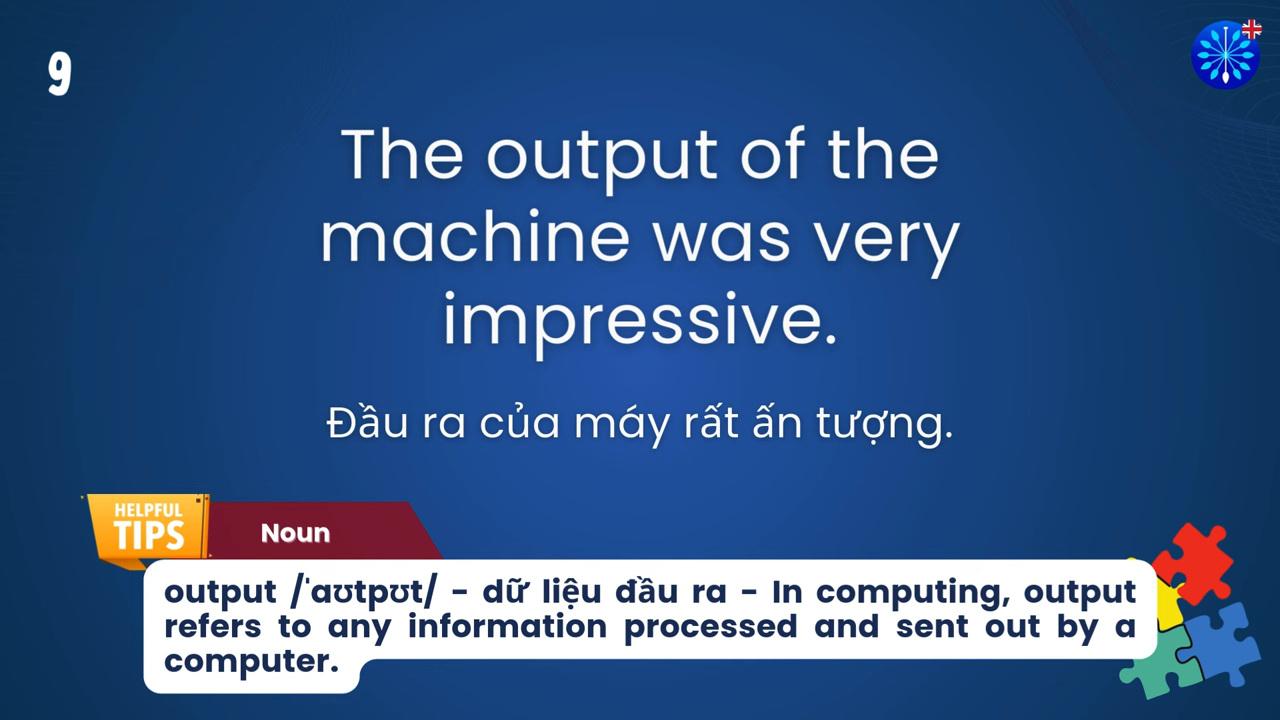 9
The output of the
machine was very
impressive.
Đầu ra của máy rất ấn tượng.
HELPFUL
TIPS
Noun
output /ˈaʊtpʊt/ - dữ liệu đầu ra - In computing, output
refers to any information processed and sent out by a
computer.